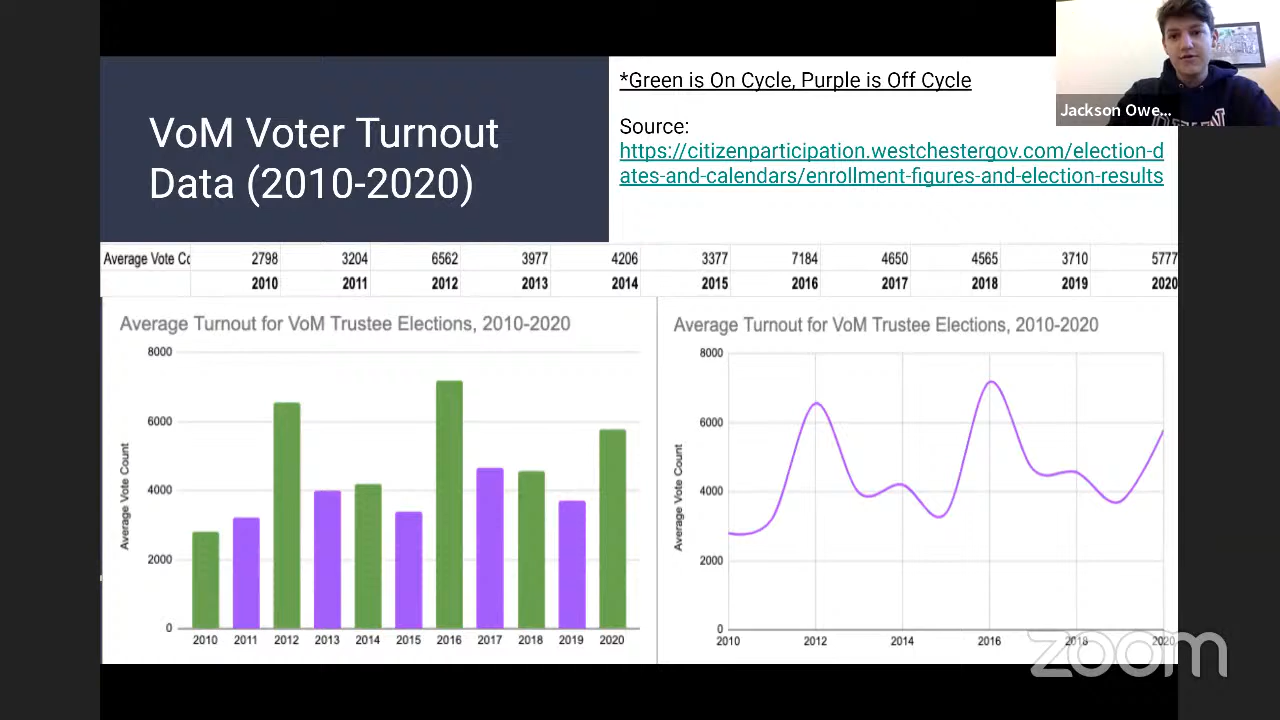 VoM Voter Turnout
Data (2010-2020)
*Green is On Cycle, Purple is Off Cycle
Source:
https://citizenparticipation.westchestergov.com/election-d
ates-and-calendars/enrollment-figures-and-election-results
Jackson Owe...
Average Vote Cc 2798 3204 6562 3977 4206 3377 7184 4650 4565 3710 5777
2010 2011 2012 2013 2014 2015 2016 2017 2018 2019 2020
Average Turnout for VoM Trustee Elections, 2010-2020
Average Vote Count
8000
6000
4000
2000
0
2010 2011 2012 2013 2014 2015 2016 2017 2018 2019 2020
Average Turnout for VoM Trustee Elections, 2010-2020
Average Vote Count
8000
6000
4000
2000
0
2010 2012 2014 2016 2018 2020
zoom